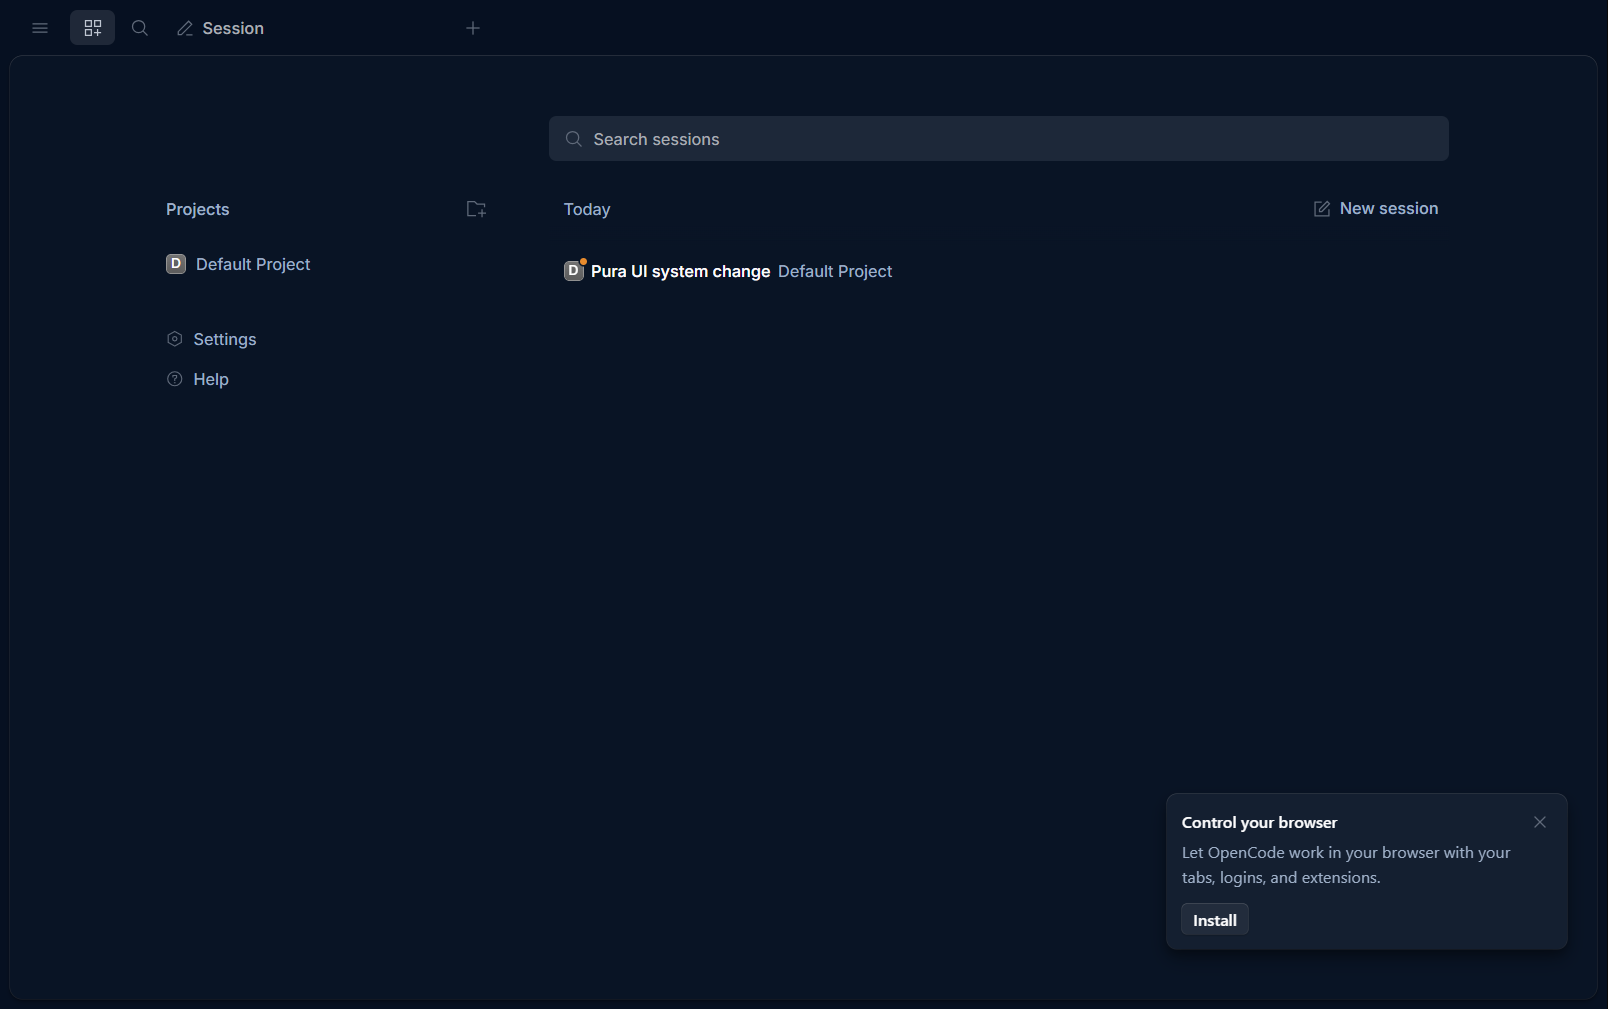 Session
Search sessions
Projects
Today
New session
D Default Project
D Pura UI system change Default Project
Settings
Help
Control your browser
Let OpenCode work in your browser with your
tabs, logins, and extensions.
Install